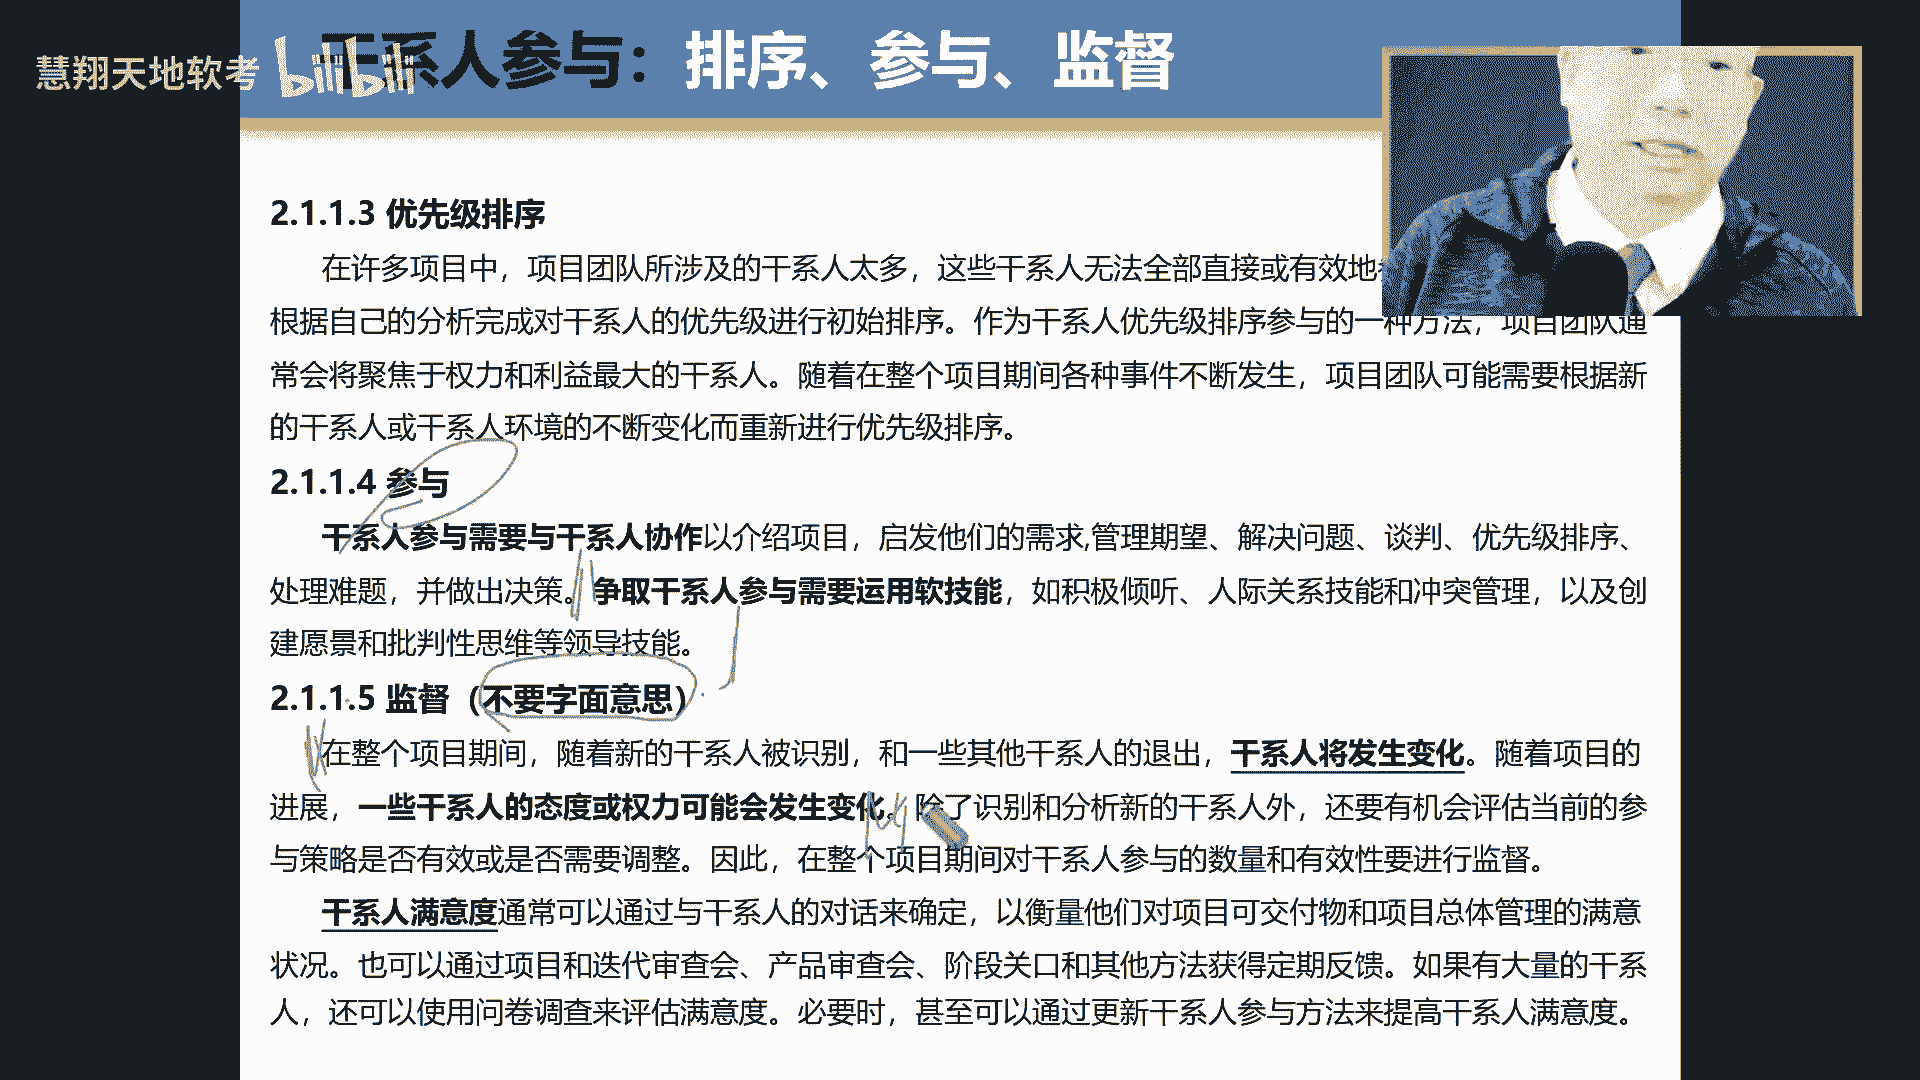 慧翔天地软考 bilibili
干系人参与：排序、参与、监督
2.1.1.3 优先级排序
在许多项目中，项目团队所涉及的干系人太多，这些干系人无法全部直接或有效地
根据自己的分析完成对干系人的优先级进行初始排序。作为干系人优先级排序参与的一种方法，项目团队通
常会将聚焦于权力和利益最大的干系人。随着在整个项目期间各种事件不断发生，项目团队可能需要根据新
的干系人或干系人环境的不断变化而重新进行优先级排序。
2.1.1.4 参与
干系人参与需要与干系人协作以介绍项目，启发他们的需求,管理期望、解决问题、谈判、优先级排序、
处理难题，并做出决策。争取干系人参与需要运用软技能，如积极倾听、人际关系技能和冲突管理，以及创
建愿景和批判性思维等领导技能。
2.1.1.5 监督（不要字面意思）
在整个项目期间，随着新的干系人被识别，和一些其他干系人的退出，干系人将发生变化。随着项目的
进展，一些干系人的态度或权力可能会发生变化。除了识别和分析新的干系人外，还要有机会评估当前的参
与策略是否有效或是否需要调整。因此，在整个项目期间对干系人参与的数量和有效性要进行监督。
干系人满意度通常可以通过与干系人的对话来确定，以衡量他们对项目可交付物和项目总体管理的满意
状况。也可以通过项目和迭代审查会、产品审查会、阶段关口和其他方法获得定期反馈。如果有大量的干系
人，还可以使用问卷调查来评估满意度。必要时，甚至可以通过更新干系人参与方法来提高干系人满意度。